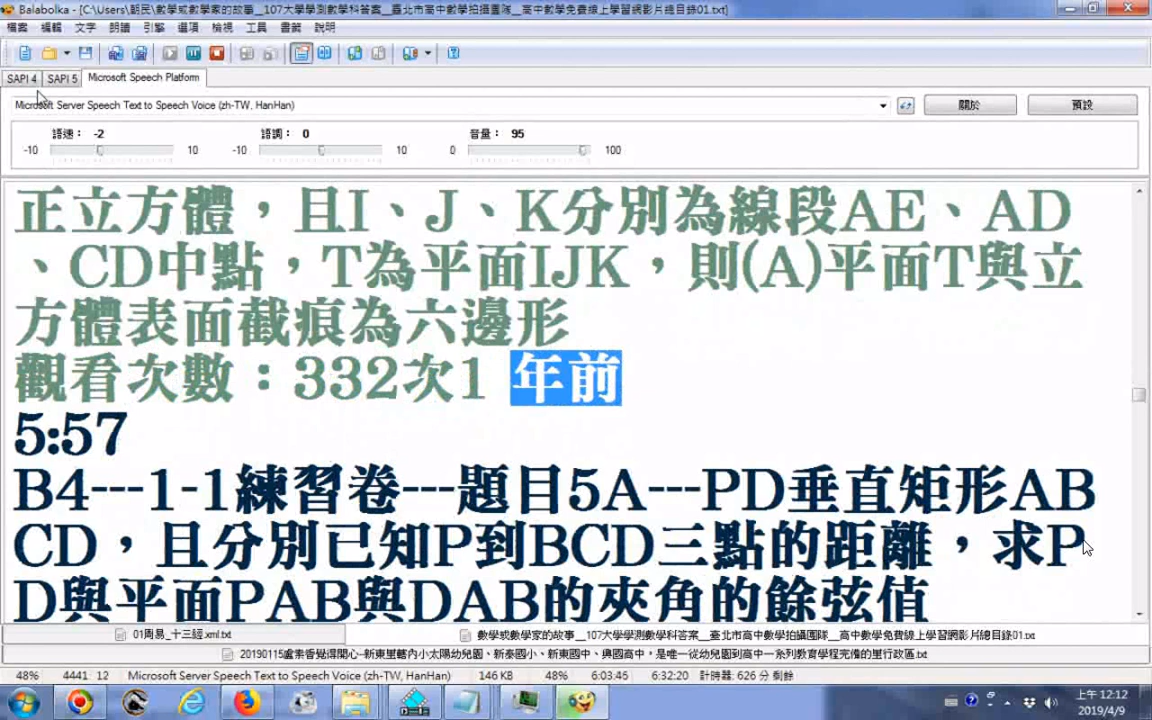 Balabolka - [C:\Users\朝民\數學或數學家的故事__107大學學測數學科答案__臺北市高中數學拍攝團隊__高中數學免費線上學習網影片總目錄01.txt]
檔案 編輯 文字 朗讀 引擎 選項 檢視 工具 書籤 說明
SAPI 4 SAPI 5 Microsoft Speech Platform
Microsoft Server Speech Text to Speech Voice (zh-TW, HanHan) 關於 預設
語速： -2 語調： 0 音量： 95
-10 10 -10 10 0 100
正立方體，且I、J、K分別為線段AE、AD
、CD中點，T為平面IJK，則(A)平面T與立
方體表面截痕為六邊形
觀看次數：332次1 年前
5:57
B4---1-1練習卷---題目5A---PD垂直矩形AB
CD，且分別已知P到BCD三點的距離，求P
D與平面PAB與DAB的夾角的餘弦值
01周易_十三經.xml.txt 數學或數學家的故事__107大學學測數學科答案__臺北市高中數學拍攝團隊__高中數學免費線上學習網影片總目錄01.txt
20190115盧素香覺得開心-新東里轄內小太陽幼兒園、新泰國小、新東國中、興國高中，是唯一從幼兒園到高中一系列教育學程完備的里行政區.txt
48% 4441 12 Microsoft Server Speech Text to Speech Voice (zh-TW, HanHan) 146 KB 48% 6:03:45 6:32:20 計時器: 626 分 剩餘
上午 12:12
2019/4/9